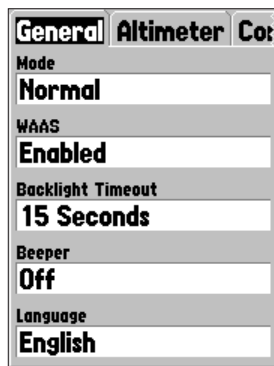 General Altimeter
Mode
Normal
WAAS
Enabled
Backlight Timeout
15 Seconds
Beeper
Off
Language
English